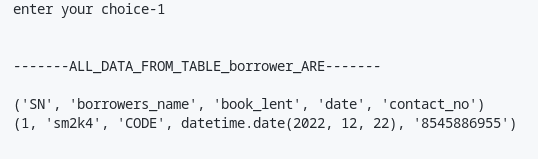 enter your choice-1
-------ALL_DATA_FROM_TABLE_borrower_ARE-------
('SN', 'borrowers_name', 'book_lent', 'date', 'contact_no')
(1, 'sm2k4', 'CODE', datetime.date(2022, 12, 22), '8545886955')